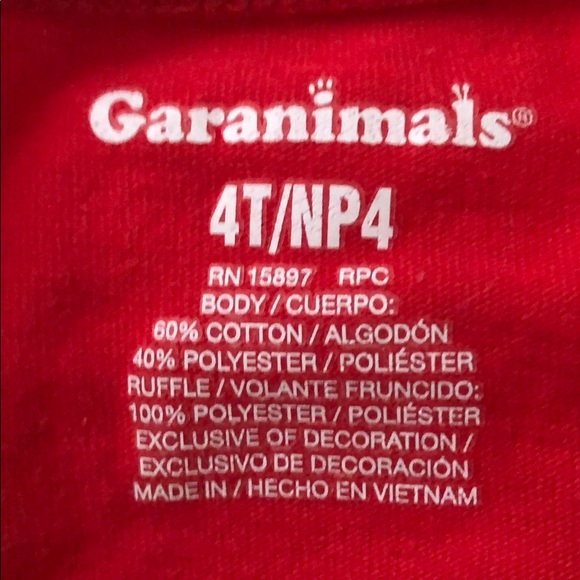 Garanimals®
4T/NP4
RN 15897 RPC
BODY / CUERPO:
60% COTTON / ALGODÓN
40% POLYESTER / POLIÉSTER
RUFFLE / VOLANTE FRUNCIDO:
100% POLYESTER / POLIÉSTER
EXCLUSIVE OF DECORATION /
EXCLUSIVO DE DECORACIÓN
MADE IN / HECHO EN VIETNAM